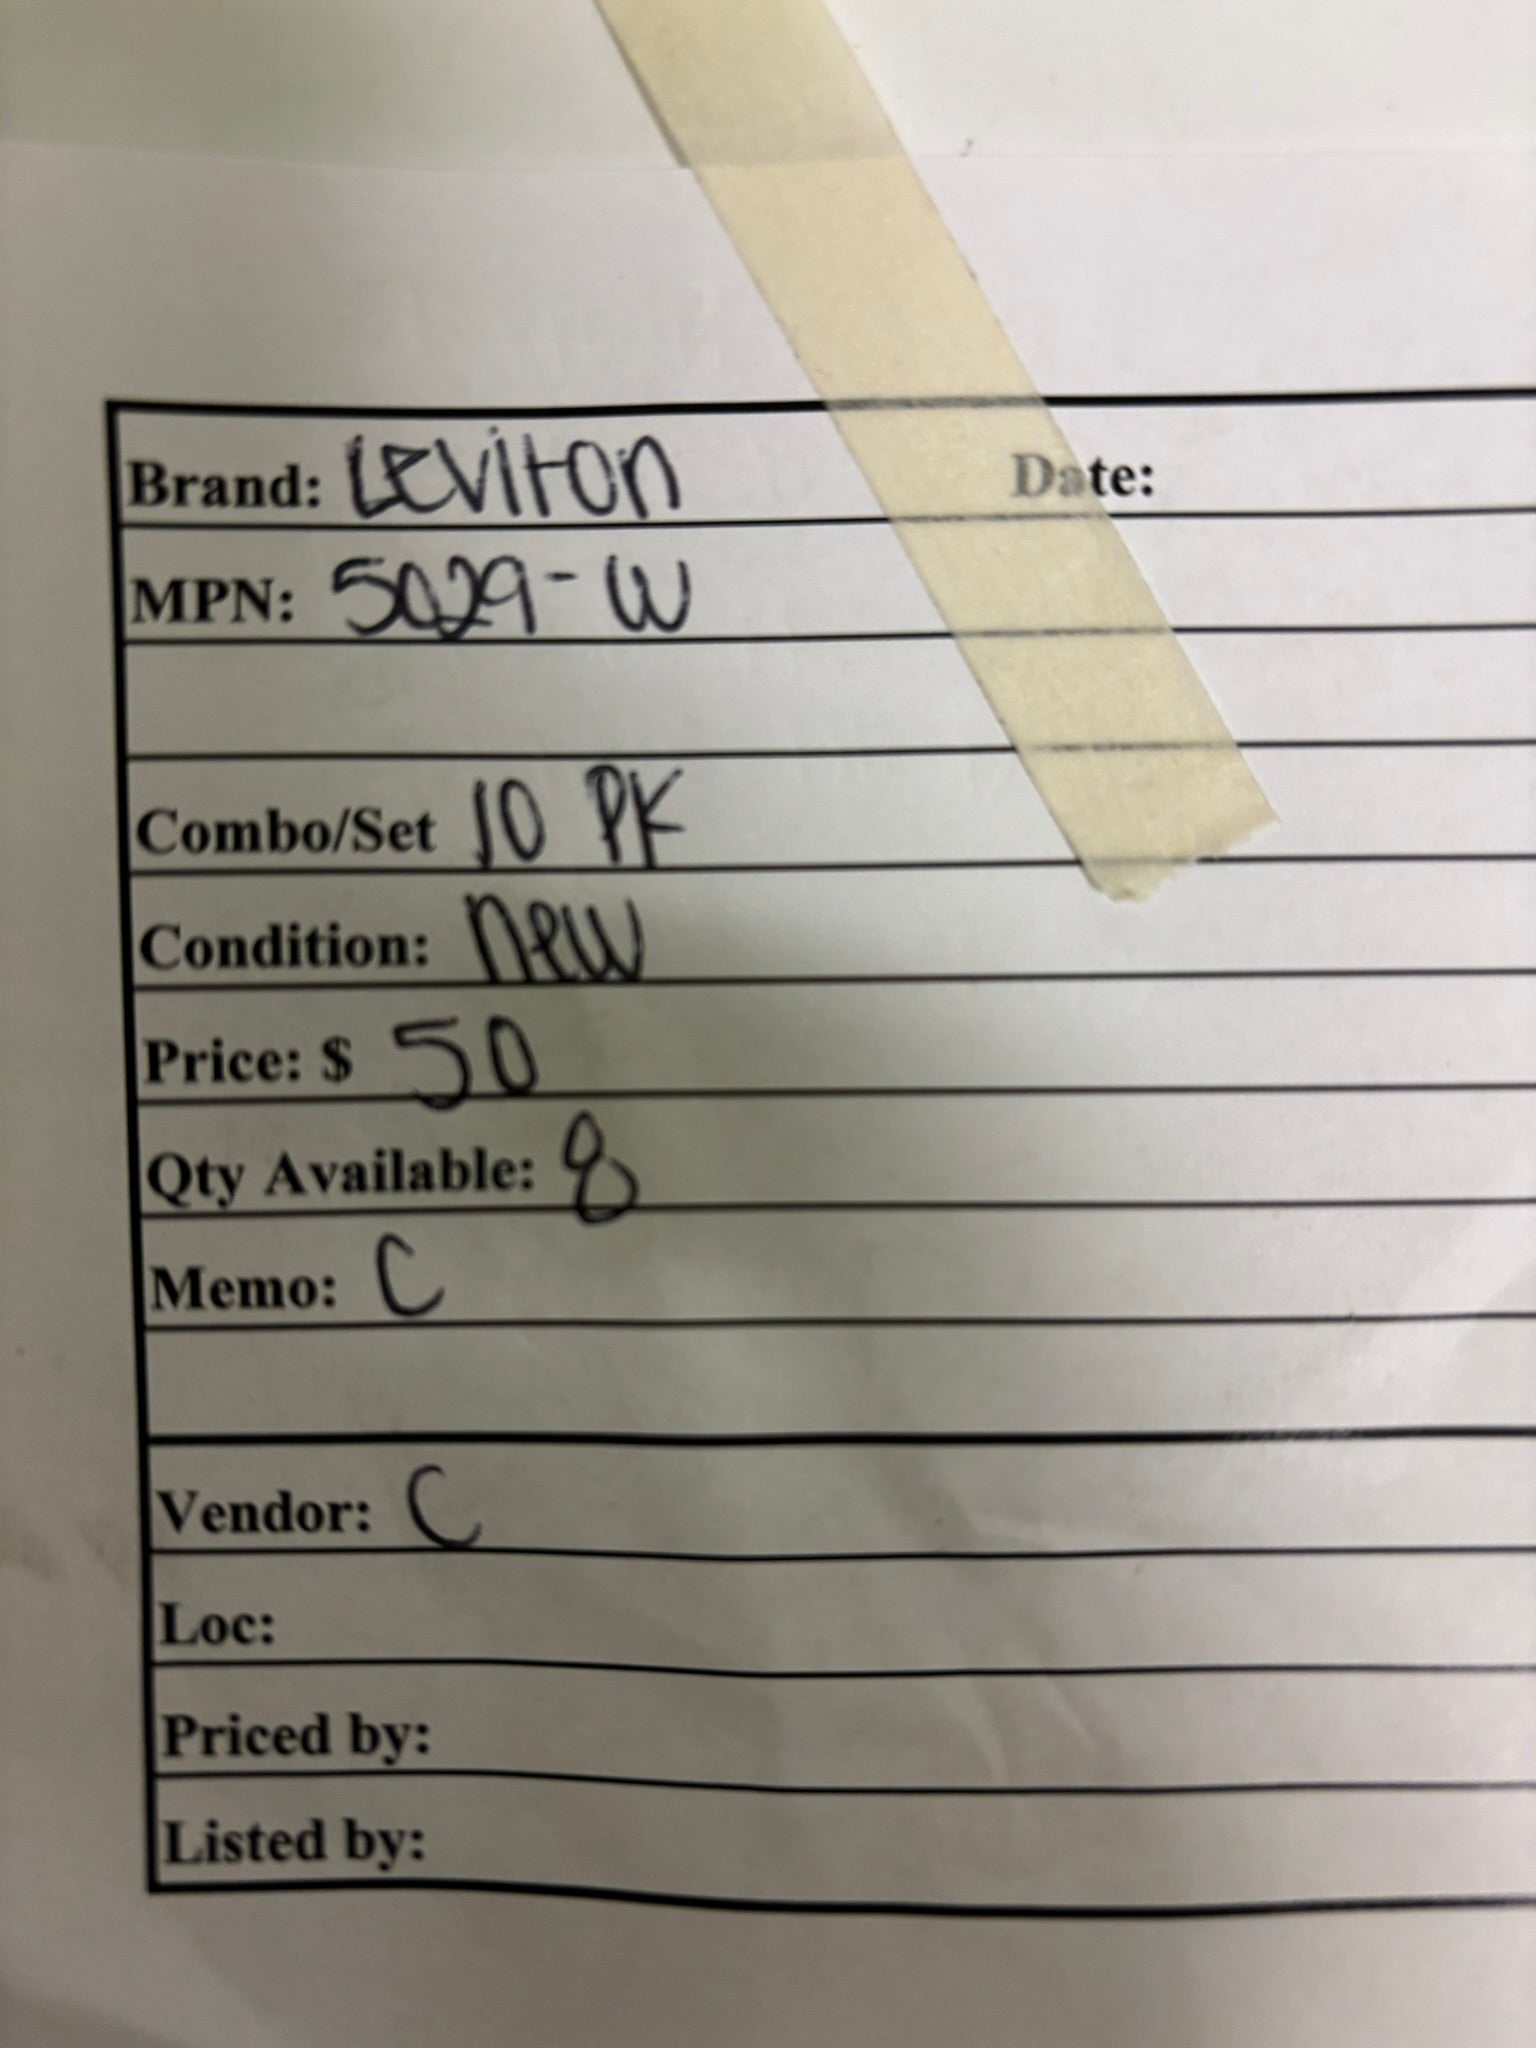 Brand: Leviton Date:
MPN: 5029-W
Combo/Set 10 PK
Condition: new
Price: $ 50
Qty Available: 8
Memo: C
Vendor: C
Loc:
Priced by:
Listed by: